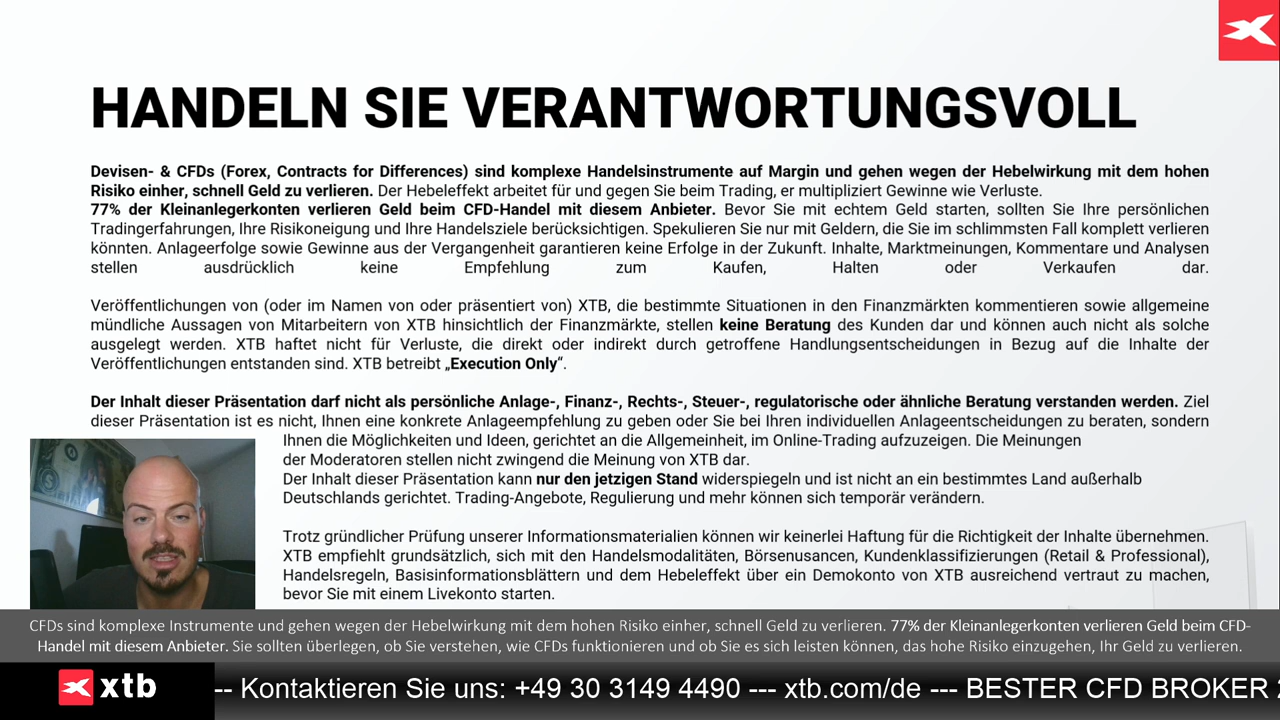 HANDELN SIE VERANTWORTUNGSVOLL
Devisen- & CFDs (Forex, Contracts for Differences) sind komplexe Handelsinstrumente auf Margin und gehen wegen der Hebelwirkung mit dem hohen
Risiko einher, schnell Geld zu verlieren. Der Hebeleffekt arbeitet für und gegen Sie beim Trading, er multipliziert Gewinne wie Verluste.
77% der Kleinanlegerkonten verlieren Geld beim CFD-Handel mit diesem Anbieter. Bevor Sie mit echtem Geld starten, sollten Sie Ihre persönlichen
Tradingerfahrungen, Ihre Risikoneigung und Ihre Handelsziele berücksichtigen. Spekulieren Sie nur mit Geldern, die Sie im schlimmsten Fall komplett verlieren
könnten. Anlageerfolge sowie Gewinne aus der Vergangenheit garantieren keine Erfolge in der Zukunft. Inhalte, Marktmeinungen, Kommentare und Analysen
stellen ausdrücklich keine Empfehlung zum Kaufen, Halten oder Verkaufen dar.
Veröffentlichungen von (oder im Namen von oder präsentiert von) XTB, die bestimmte Situationen in den Finanzmärkten kommentieren sowie allgemeine
mündliche Aussagen von Mitarbeitern von XTB hinsichtlich der Finanzmärkte, stellen keine Beratung des Kunden dar und können auch nicht als solche
ausgelegt werden. XTB haftet nicht für Verluste, die direkt oder indirekt durch getroffene Handlungsentscheidungen in Bezug auf die Inhalte der
Veröffentlichungen entstanden sind. XTB betreibt „Execution Only“.
Der Inhalt dieser Präsentation darf nicht als persönliche Anlage-, Finanz-, Rechts-, Steuer-, regulatorische oder ähnliche Beratung verstanden werden. Ziel
dieser Präsentation ist es nicht, Ihnen eine konkrete Anlageempfehlung zu geben oder Sie bei Ihren individuellen Anlageentscheidungen zu beraten, sondern
Ihnen die Möglichkeiten und Ideen, gerichtet an die Allgemeinheit, im Online-Trading aufzuzeigen. Die Meinungen
der Moderatoren stellen nicht zwingend die Meinung von XTB dar.
Der Inhalt dieser Präsentation kann nur den jetzigen Stand widerspiegeln und ist nicht an ein bestimmtes Land außerhalb
Deutschlands gerichtet. Trading-Angebote, Regulierung und mehr können sich temporär verändern.
Trotz gründlicher Prüfung unserer Informationsmaterialien können wir keinerlei Haftung für die Richtigkeit der Inhalte übernehmen.
XTB empfiehlt grundsätzlich, sich mit den Handelsmodalitäten, Börsenusancen, Kundenklassifizierungen (Retail & Professional),
Handelsregeln, Basisinformationsblättern und dem Hebeleffekt über ein Demokonto von XTB ausreichend vertraut zu machen,
bevor Sie mit einem Livekonto starten.
CFDs sind komplexe Instrumente und gehen wegen der Hebelwirkung mit dem hohen Risiko einher, schnell Geld zu verlieren. 77% der Kleinanlegerkonten verlieren Geld beim CFD-
Handel mit diesem Anbieter. Sie sollten überlegen, ob Sie verstehen, wie CFDs funktionieren und ob Sie es sich leisten können, das hohe Risiko einzugehen, Ihr Geld zu verlieren.
xtb
-- Kontaktieren Sie uns: +49 30 3149 4490 --- xtb.com/de --- BESTER CFD BROKER